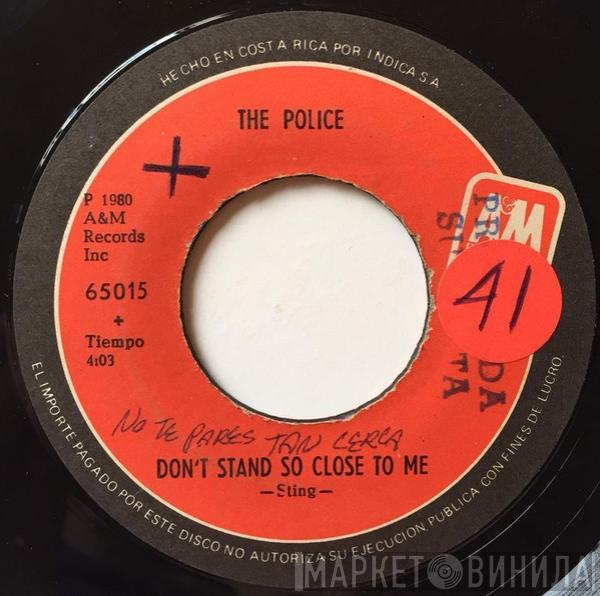 HECHO EN COSTA RICA POR INDICA S.A
THE POLICE
P 1980
A&M
Records
Inc
65015
+
Tiempo
4:03
A&M
41
No TE PARES TAN CERCA
DON'T STAND SO CLOSE TO ME
—Sting—
EL IMPORTE PAGADO POR ESTE DISCO NO AUTORIZA SU EJECUCION PUBLICA CON FINES DE LUCRO.
МАРКЕТ ВИНИЛА